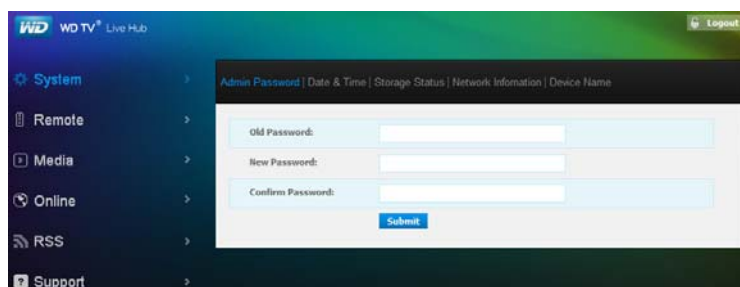 WD WD TV® Live Hub
Logout
System
Remote
Media
Online
RSS
Support
Admin Password | Date & Time | Storage Status | Network Infomation | Device Name
Old Password:
New Password:
Confirm Password:
Submit